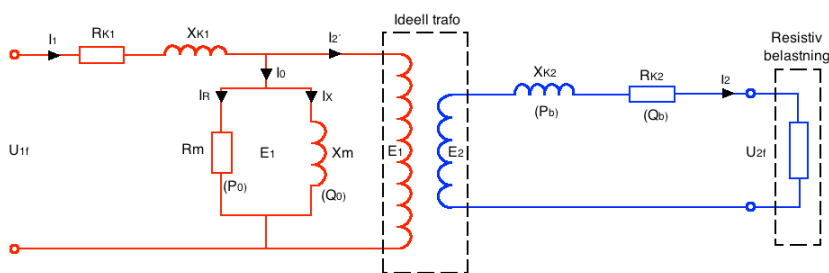 Ideell trafo
Resistiv
belastning
I1
RK1
XK1
I2´
I0
IR
IX
U1f
Rm
E1
Xm
(P0)
(Q0)
E1
E2
XK2
(Pb)
RK2
(Qb)
I2
U2f